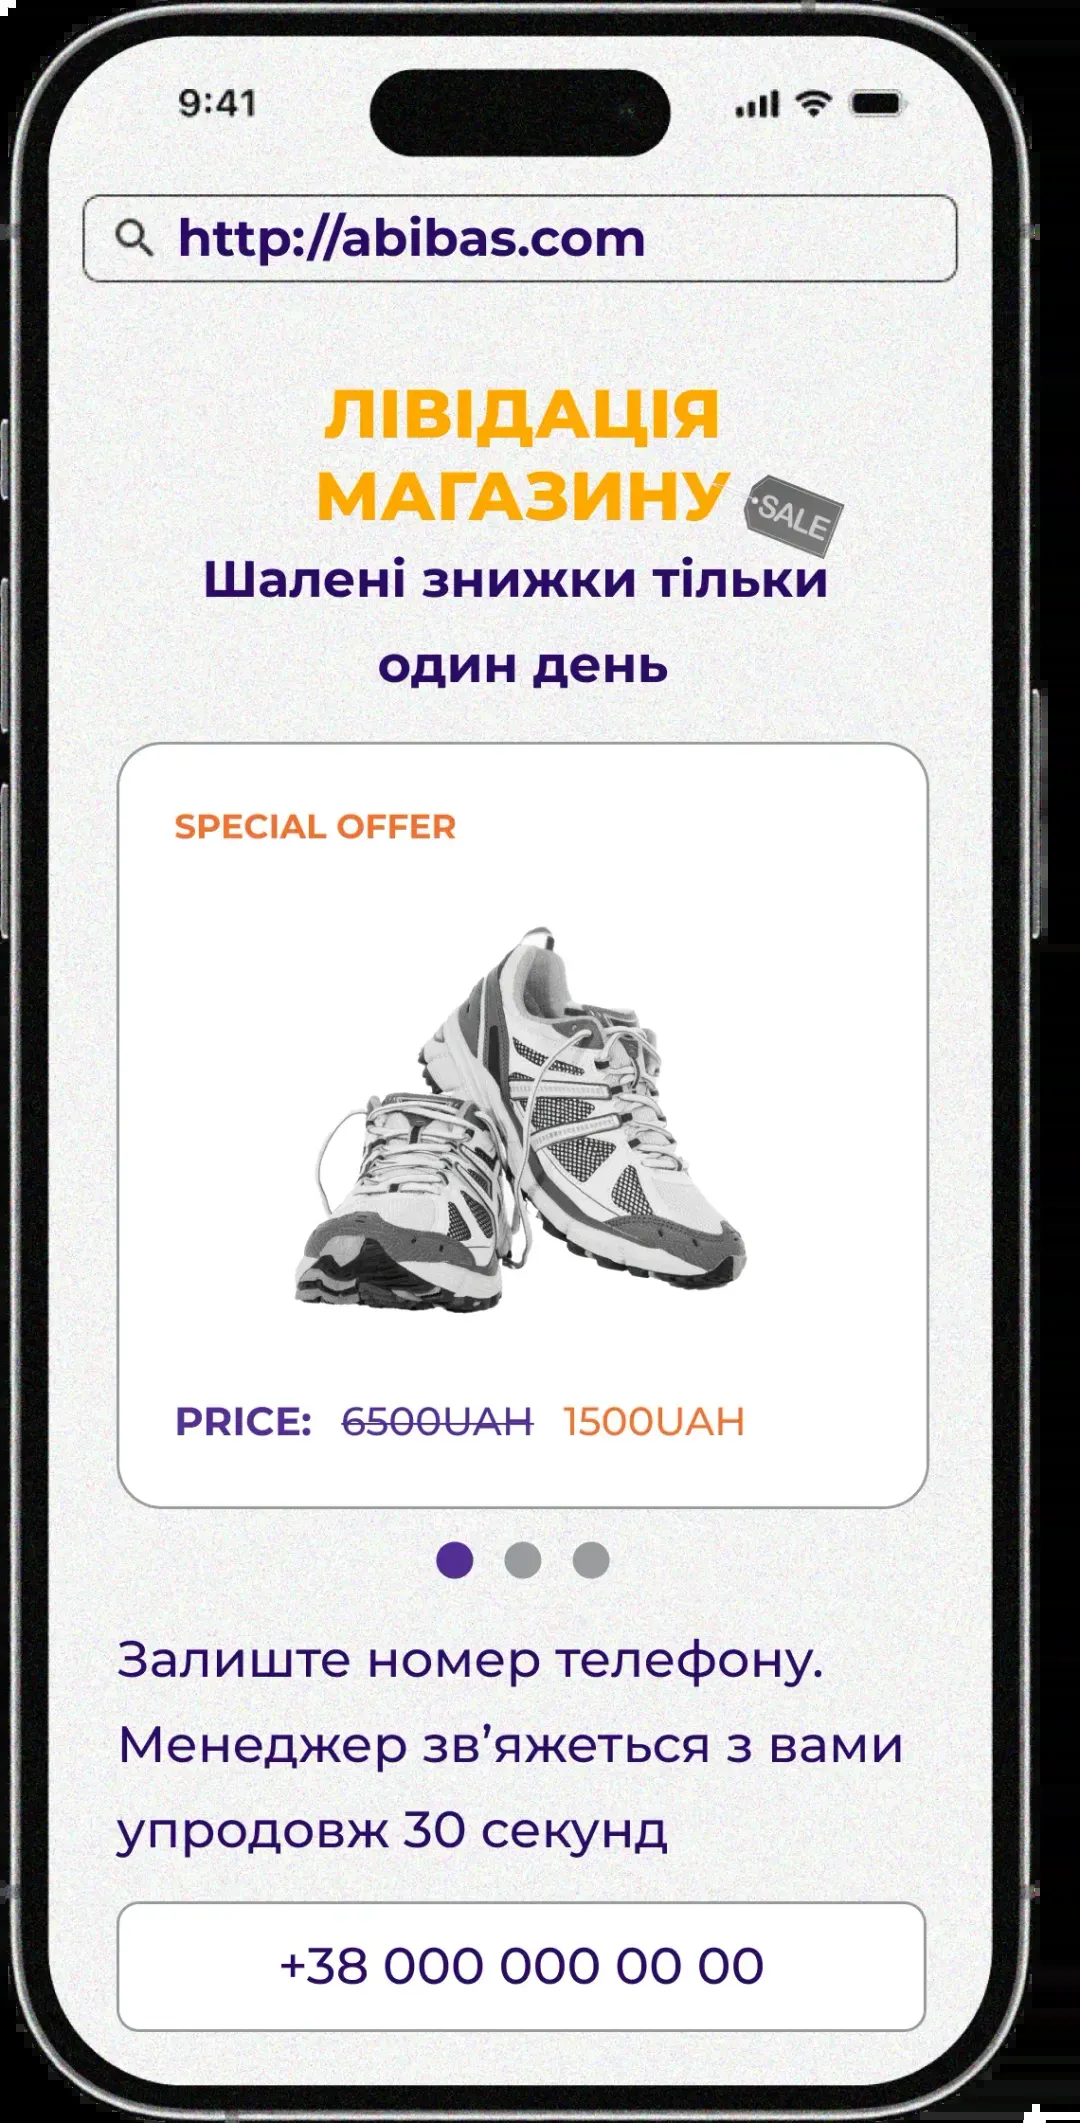 9:41
http://abibas.com
ЛІВІДАЦІЯ
МАГАЗИНУ
SALE
Шалені знижки тільки
один день
SPECIAL OFFER
PRICE: 6500UAH 1500UAH
Залиште номер телефону.
Менеджер зв’яжеться з вами
упродовж 30 секунд
+38 000 000 00 00